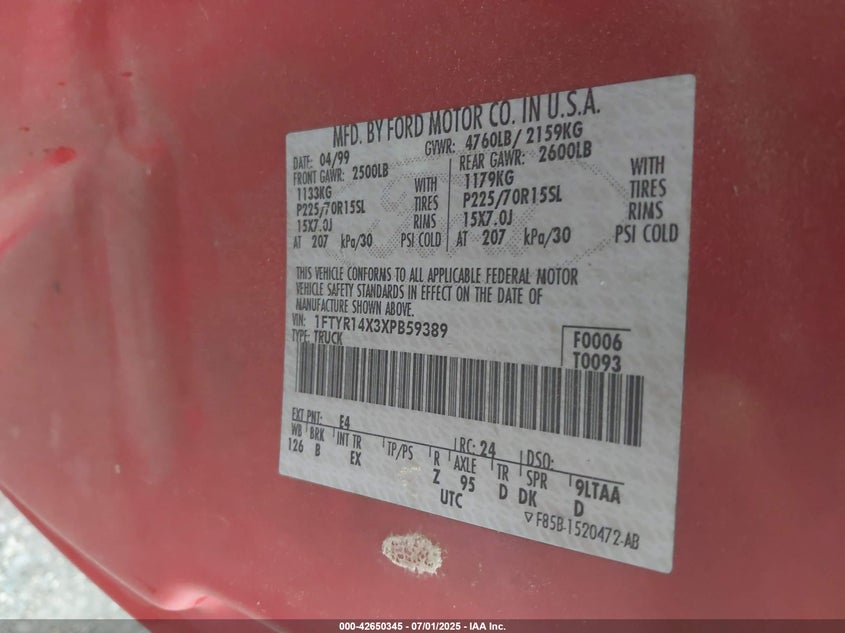 MFD. BY FORD MOTOR CO. IN U.S.A.
DATE: 04/99 GVWR: 4760LB/ 2159KG
FRONT GAWR: 2500LB REAR GAWR: 2600LB
1133KG WITH 1179KG WITH
P225/70R15SL TIRES P225/70R15SL TIRES
15X7.0J RIMS 15X7.0J RIMS
AT 207 kPa/30 PSI COLD AT 207 kPa/30 PSI COLD
THIS VEHICLE CONFORMS TO ALL APPLICABLE FEDERAL MOTOR
VEHICLE SAFETY STANDARDS IN EFFECT ON THE DATE OF
MANUFACTURE SHOWN ABOVE.
VIN: 1FTYR14X3XPB59389
TYPE: TRUCK
F0006
T0093
EXT PNT: E4 RC: 24 DSO:
WB BRK INT TR TP/PS R AXLE TR SPR 9LTAA
126 B EX Z 95 D DK D
UTC
▽F85B-1520472-AB
000-42650345 - 07/01/2025 - IAA Inc.